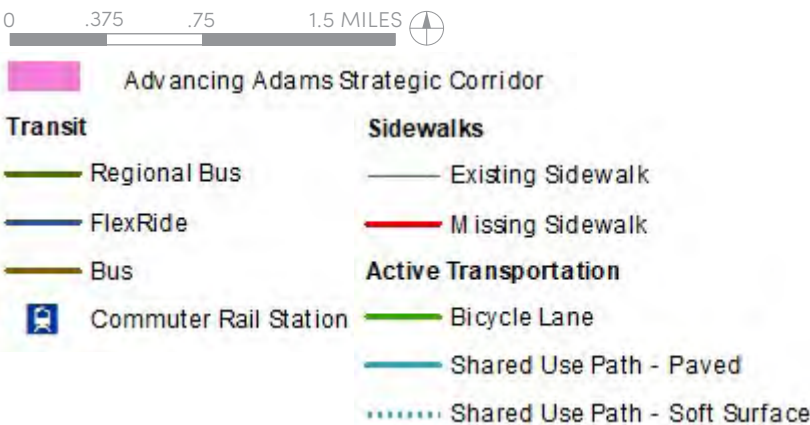 0 .375 .75 1.5 MILES
Advancing Adams Strategic Corridor
Transit
Regional Bus
FlexRide
Bus
Commuter Rail Station
Sidewalks
Existing Sidewalk
Missing Sidewalk
Active Transportation
Bicycle Lane
Shared Use Path - Paved
Shared Use Path - Soft Surface